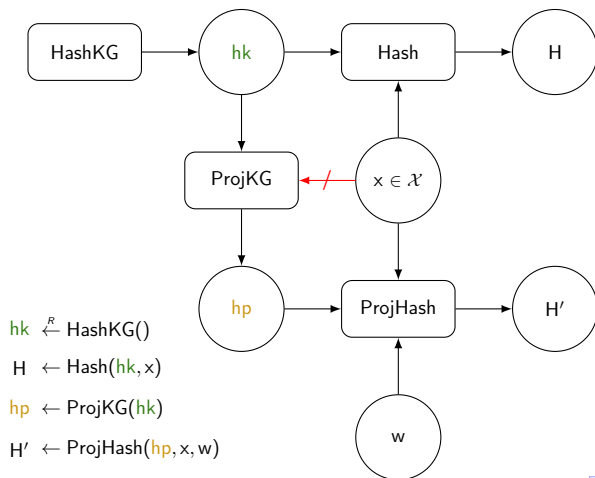 HashKG
hk
Hash
H
ProjKG
x ∈ 𝒳
hp
ProjHash
H′
w
hk ←ᴿ HashKG()
H ← Hash(hk, x)
hp ← ProjKG(hk)
H′ ← ProjHash(hp, x, w)